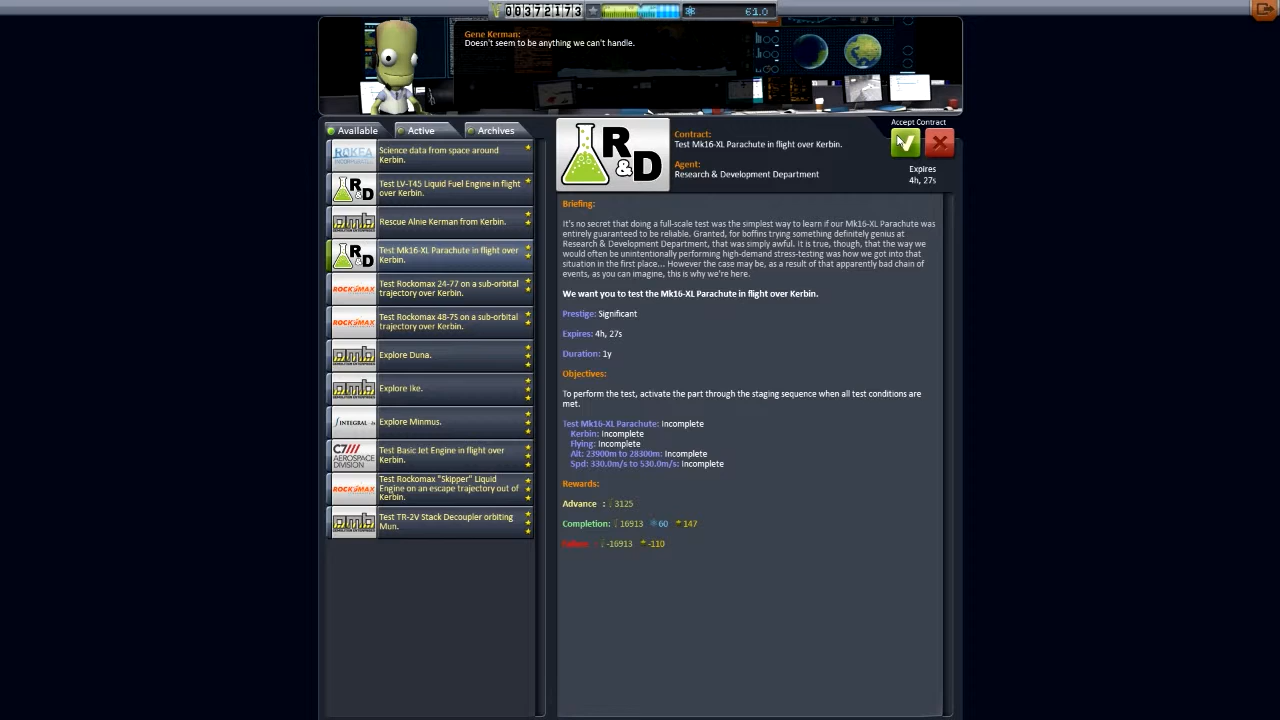 00372173
61.0
Gene Kerman:
Doesn't seem to be anything we can't handle.
Available
Active
Archives
Science data from space around
Kerbin.
Test LV-T45 Liquid Fuel Engine in flight
over Kerbin.
Rescue Alnie Kerman from Kerbin.
Test Mk16-XL Parachute in flight over
Kerbin.
ROCKOMAX
Test Rockomax 24-77 on a sub-orbital
trajectory over Kerbin.
ROCKOMAX
Test Rockomax 48-7S on a sub-orbital
trajectory over Kerbin.
Explore Duna.
Explore Ike.
INTEGRAL
Explore Minmus.
C7///
AEROSPACE
DIVISION
Test Basic Jet Engine in flight over
Kerbin.
ROCKOMAX
Test Rockomax "Skipper" Liquid
Engine on an escape trajectory out of
Kerbin.
Test TR-2V Stack Decoupler orbiting
Mun.
R&D
Contract:
Test Mk16-XL Parachute in flight over Kerbin.
Agent:
Research & Development Department
Accept Contract
Expires
4h, 27s
Briefing:
It's no secret that doing a full-scale test was the simplest way to learn if our Mk16-XL Parachute was
entirely guaranteed to be reliable. Granted, for boffins trying something definitely genius at
Research & Development Department, that was simply awful. It is true, though, that the way we
would often be unintentionally performing high-demand stress-testing was how we got into that
situation in the first place... However the case may be, as a result of that apparently bad chain of
events, as you can imagine, this is why we're here.
We want you to test the Mk16-XL Parachute in flight over Kerbin.
Prestige: Significant
Expires: 4h, 27s
Duration: 1y
Objectives:
To perform the test, activate the part through the staging sequence when all test conditions are
met.
Test Mk16-XL Parachute: Incomplete
Kerbin: Incomplete
Flying: Incomplete
Alt: 23900m to 28300m: Incomplete
Spd: 330.0m/s to 530.0m/s: Incomplete
Rewards:
Advance : 3125
Completion: 16913 60 147
Failure: -16913 -110